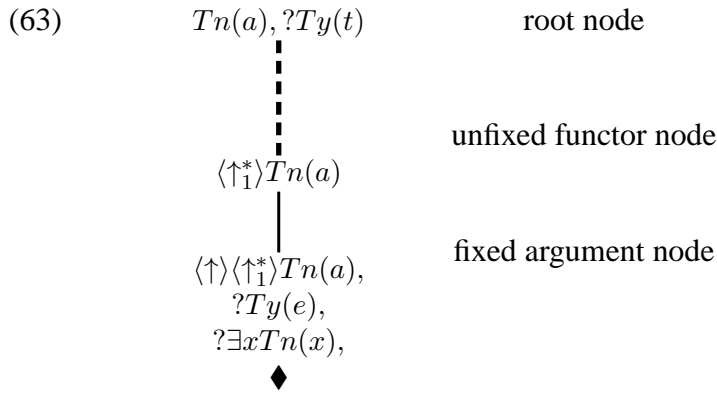 (63) Tn(a), ?Ty(t) root node
unfixed functor node
⟨↑*₁⟩Tn(a)
fixed argument node
⟨↑⟩⟨↑*₁⟩Tn(a),
?Ty(e),
?∃xTn(x),
♦